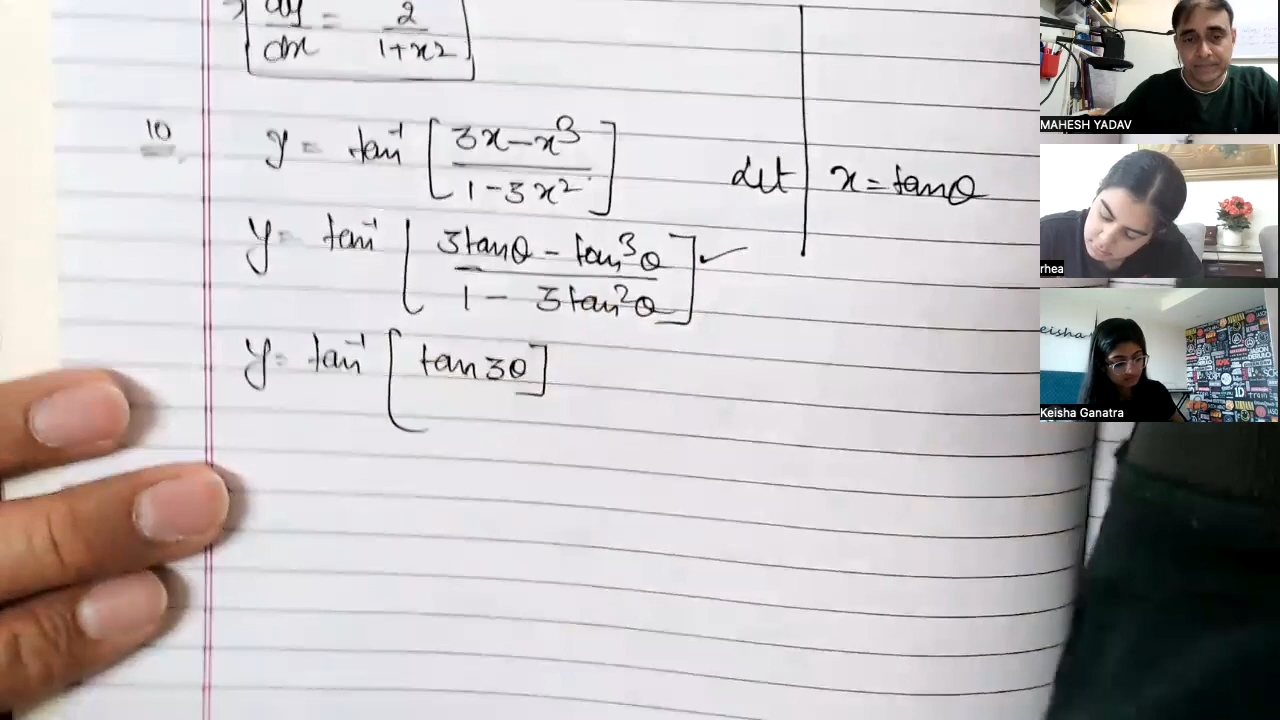 dy/dx = 2/(1+x²)
10. y = tan⁻¹ [(3x-x³)/(1-3x²)]
Let x = tanθ
y = tan⁻¹ [(3tanθ - tan³θ)/(1 - 3tan²θ)] ✓
y = tan⁻¹ [tan3θ]
MAHESH YADAV
rhea
eisha
Keisha Ganatra